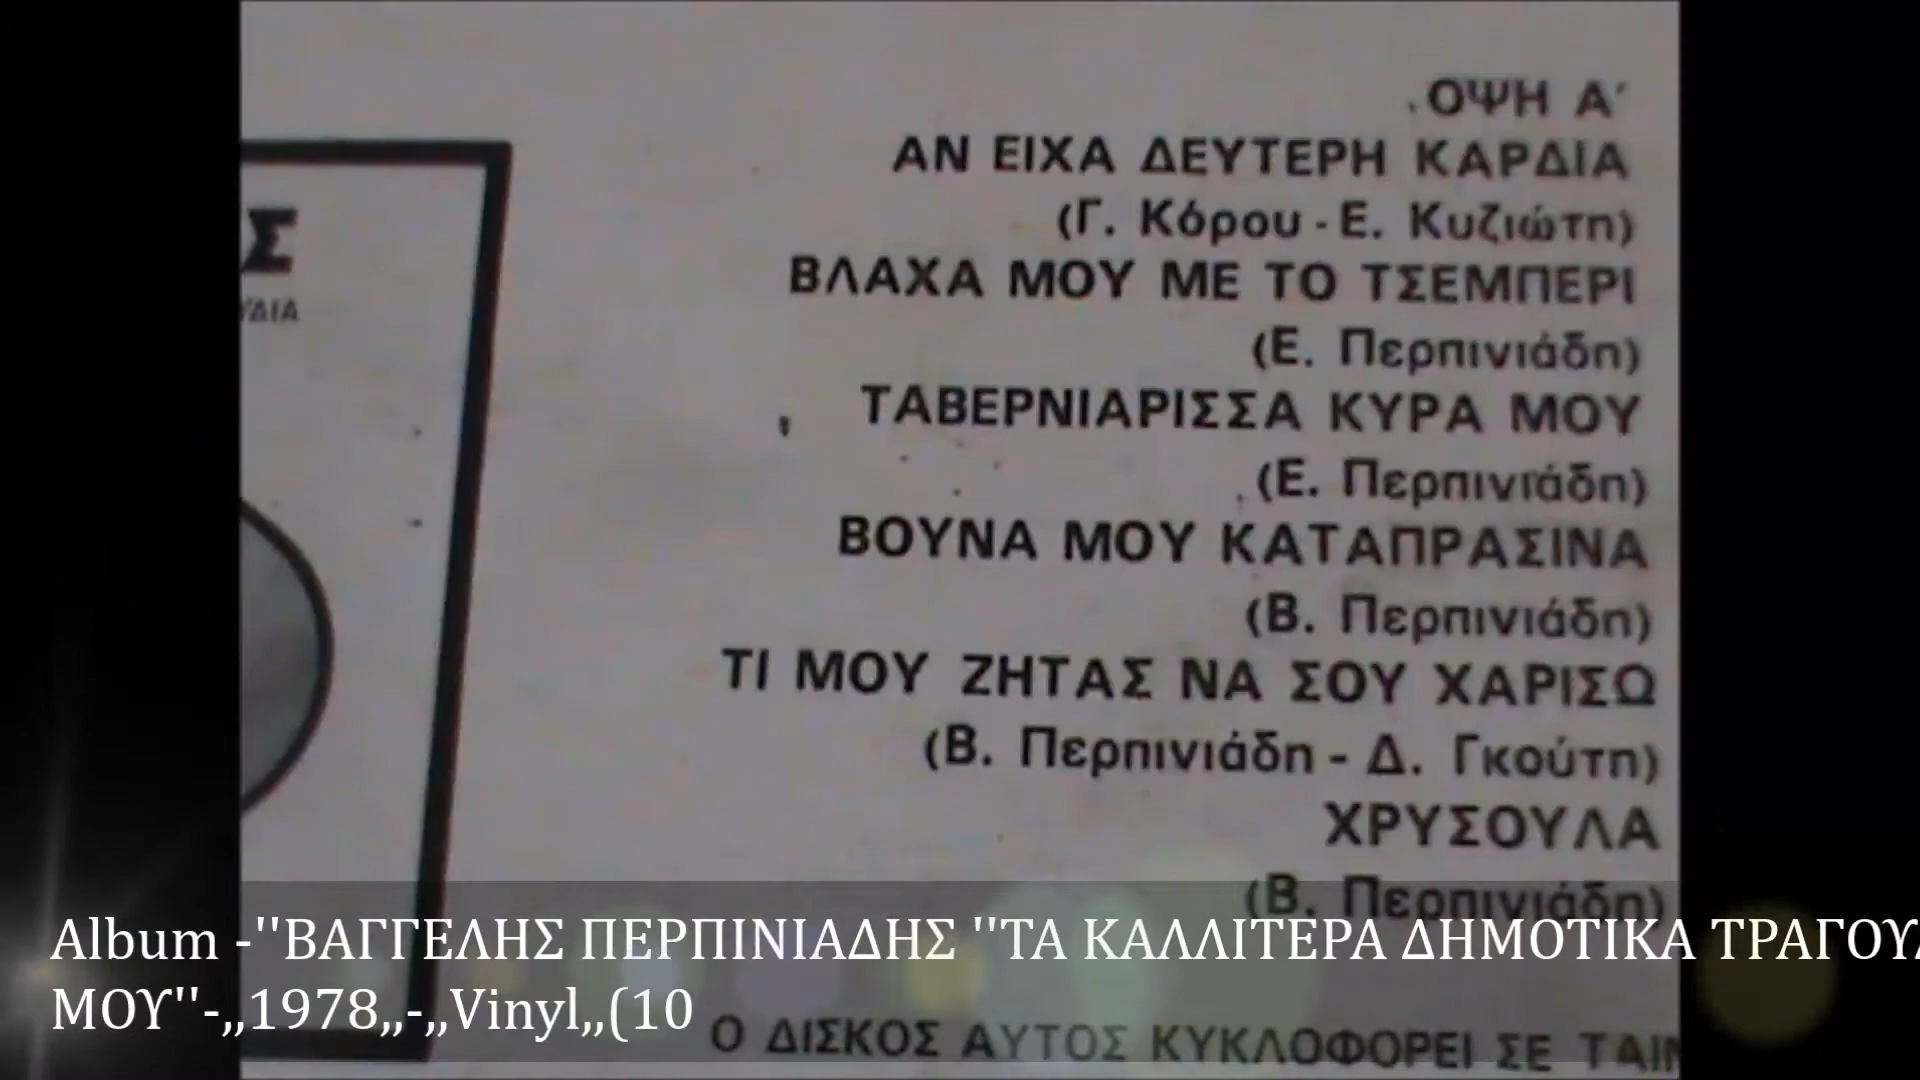 ΟΨΗ Α'
ΑΝ ΕΙΧΑ ΔΕΥΤΕΡΗ ΚΑΡΔΙΑ
(Γ. Κόρου - Ε. Κυζιώτη)
ΒΛΑΧΑ ΜΟΥ ΜΕ ΤΟ ΤΣΕΜΠΕΡΙ
(Ε. Περπινιάδη)
ΤΑΒΕΡΝΙΑΡΙΣΣΑ ΚΥΡΑ ΜΟΥ
(Ε. Περπινιάδη)
ΒΟΥΝΑ ΜΟΥ ΚΑΤΑΠΡΑΣΙΝΑ
(Β. Περπινιάδη)
ΤΙ ΜΟΥ ΖΗΤΑΣ ΝΑ ΣΟΥ ΧΑΡΙΣΩ
(Β. Περπινιάδη - Δ. Γκούτη)
ΧΡΥΣΟΥΛΑ
(Β. Περπινιάδη)
Album -''ΒΑΓΓΕΛΗΣ ΠΕΡΠΙΝΙΑΔΗΣ ''ΤΑ ΚΑΛΛΙΤΕΡΑ ΔΗΜΟΤΙΚΑ ΤΡΑΓΟΥ
ΜΟΥ''-,,1978,,-,,Vinyl,,(10
Ο ΔΙΣΚΟΣ ΑΥΤΟΣ ΚΥΚΛΟΦΟΡΕΙ ΣΕ ΤΑΙ